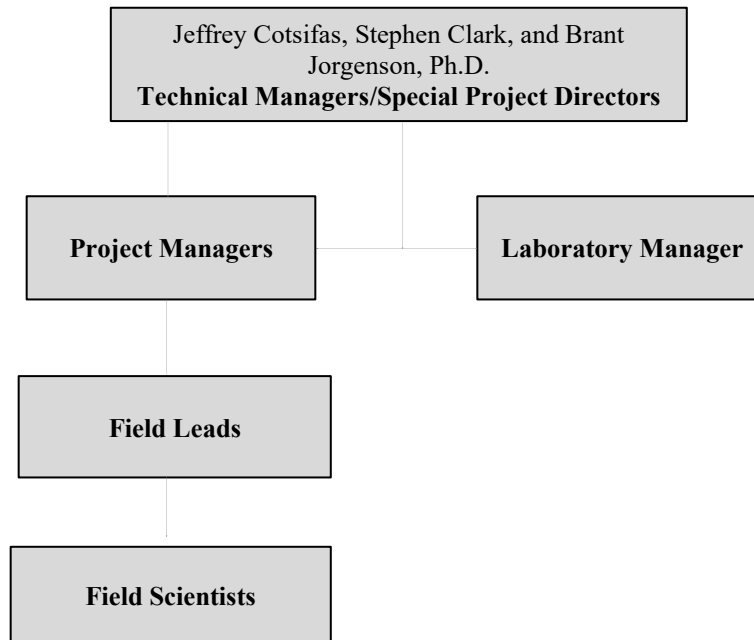 Jeffrey Cotsifas, Stephen Clark, and Brant
Jorgenson, Ph.D.
Technical Managers/Special Project Directors
Project Managers
Laboratory Manager
Field Leads
Field Scientists